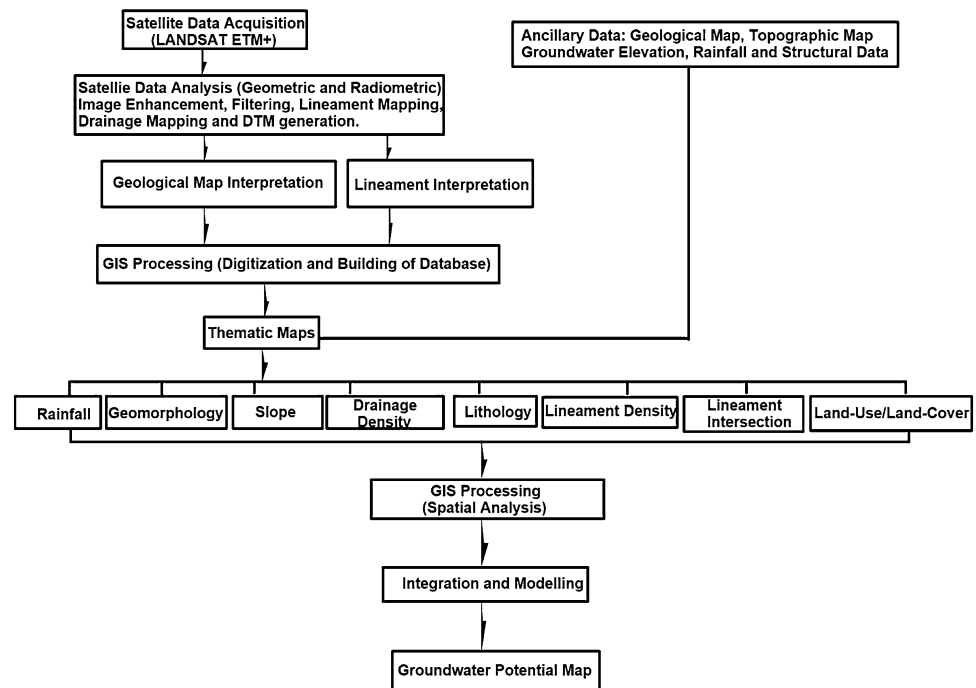 Satellite Data Acquisition
(LANDSAT ETM+)
Ancillary Data: Geological Map, Topographic Map
Groundwater Elevation, Rainfall and Structural Data
Satellie Data Analysis (Geometric and Radiometric)
Image Enhancement, Filtering, Lineament Mapping,
Drainage Mapping and DTM generation.
Geological Map Interpretation
Lineament Interpretation
GIS Processing (Digitization and Building of Database)
Thematic Maps
Rainfall
Geomorphology
Slope
Drainage
Density
Lithology
Lineament Density
Lineament
Intersection
Land-Use/Land-Cover
GIS Processing
(Spatial Analysis)
Integration and Modelling
Groundwater Potential Map